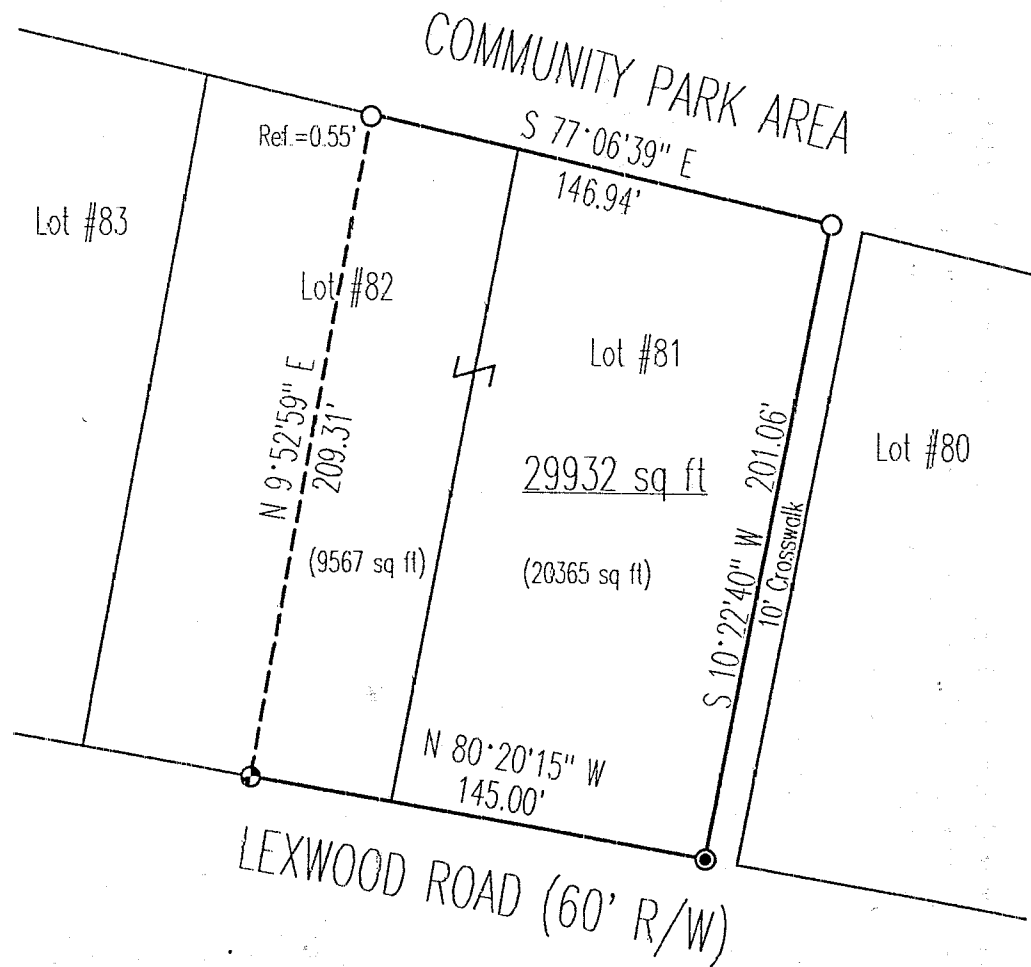 COMMUNITY PARK AREA
S 77°06'39" E
146.94'
Ref.=0.55'
Lot #83
Lot #82
Lot #81
Lot #80
N 9°52'59" E
209.31'
29932 sq ft
(9567 sq ft)
(20365 sq ft)
S 10°22'40" W 201.06'
10' Crosswalk
N 80°20'15" W
145.00'
LEXWOOD ROAD (60' R/W)